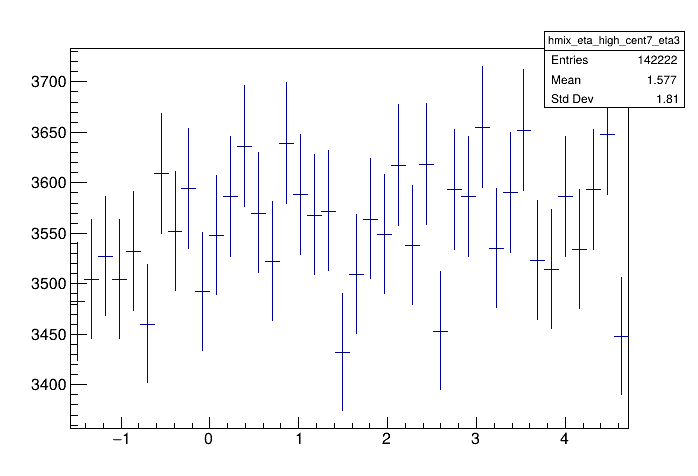 hmix_eta_high_cent7_eta3
Entries 142222
Mean 1.577
Std Dev 1.81
3700
3650
3600
3550
3500
3450
3400
−1 0 1 2 3 4